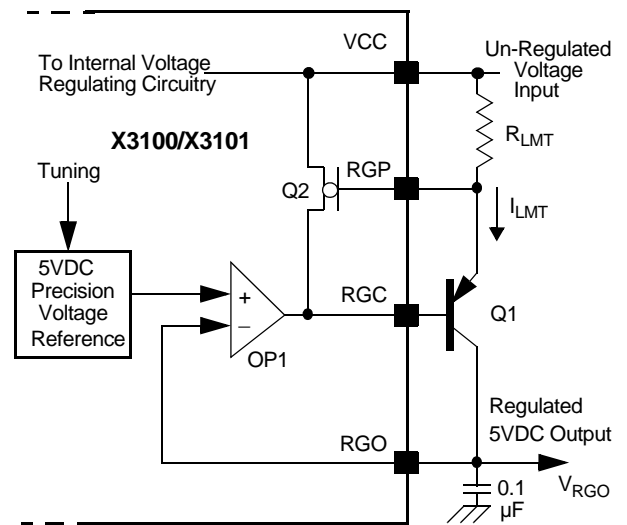 VCC
To Internal Voltage
Regulating Circuitry
Un-Regulated
Voltage
Input
X3100/X3101
RLMT
Tuning
Q2
RGP
ILMT
5VDC
Precision
Voltage
Reference
+
–
OP1
RGC
Q1
Regulated
5VDC Output
RGO
VRGO
0.1
µF